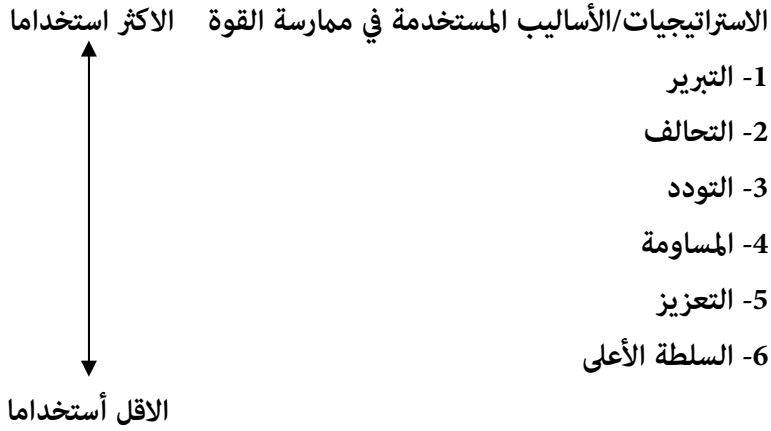 الاستراتيجيات/الأساليب المستخدمة في ممارسة القوة الاكثر استخداما
1- التبرير
2- التحالف
3- التودد
4- المساومة
5- التعزيز
6- السلطة الأعلى
الاقل أستخداما